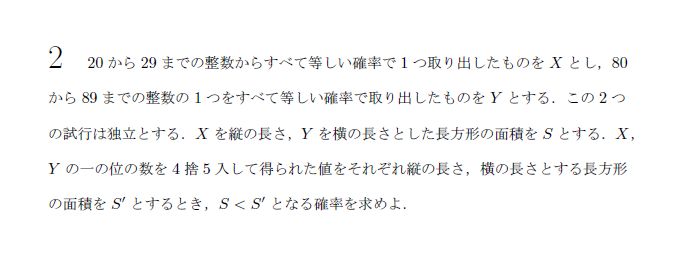 2 20 から 29 までの整数からすべて等しい確率で 1 つ取り出したものを X とし，80
から 89 までの整数の 1 つをすべて等しい確率で取り出したものを Y とする．この 2 つ
の試行は独立とする．X を縦の長さ，Y を横の長さとした長方形の面積を S とする．X，
Y の一の位の数を 4 捨 5 入して得られた値をそれぞれ縦の長さ，横の長さとする長方形
の面積を S′ とするとき，S < S′ となる確率を求めよ．